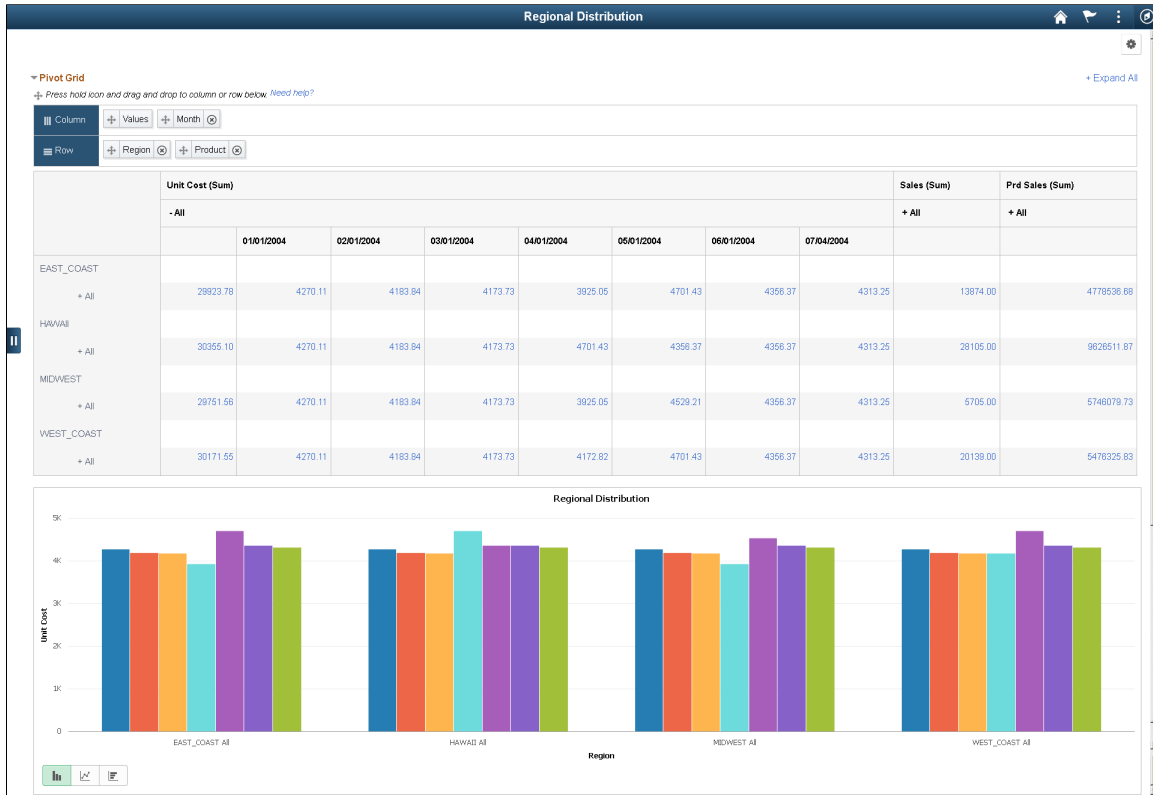 Regional Distribution
Pivot Grid
+ Expand All
Press hold icon and drag and drop to column or row below. Need help?
Column Values Month
Row Region Product
Unit Cost (Sum) Sales (Sum) Prd Sales (Sum)
- All + All + All
01/01/2004 02/01/2004 03/01/2004 04/01/2004 05/01/2004 06/01/2004 07/04/2004
EAST_COAST
+ All 29923.78 4270.11 4183.84 4173.73 3925.05 4701.43 4356.37 4313.25 13874.00 4778536.68
HAWAII
+ All 30355.10 4270.11 4183.84 4173.73 4701.43 4356.37 4356.37 4313.25 28105.00 9626511.87
MIDWEST
+ All 29751.56 4270.11 4183.84 4173.73 3925.05 4529.21 4356.37 4313.25 5705.00 5746079.73
WEST_COAST
+ All 30171.55 4270.11 4183.84 4173.73 4172.82 4701.43 4356.37 4313.25 20139.00 5476325.83
Regional Distribution
5K
4K
3K
2K
1K
0
Unit Cost
EAST_COAST All HAWAII All MIDWEST All WEST_COAST All
Region